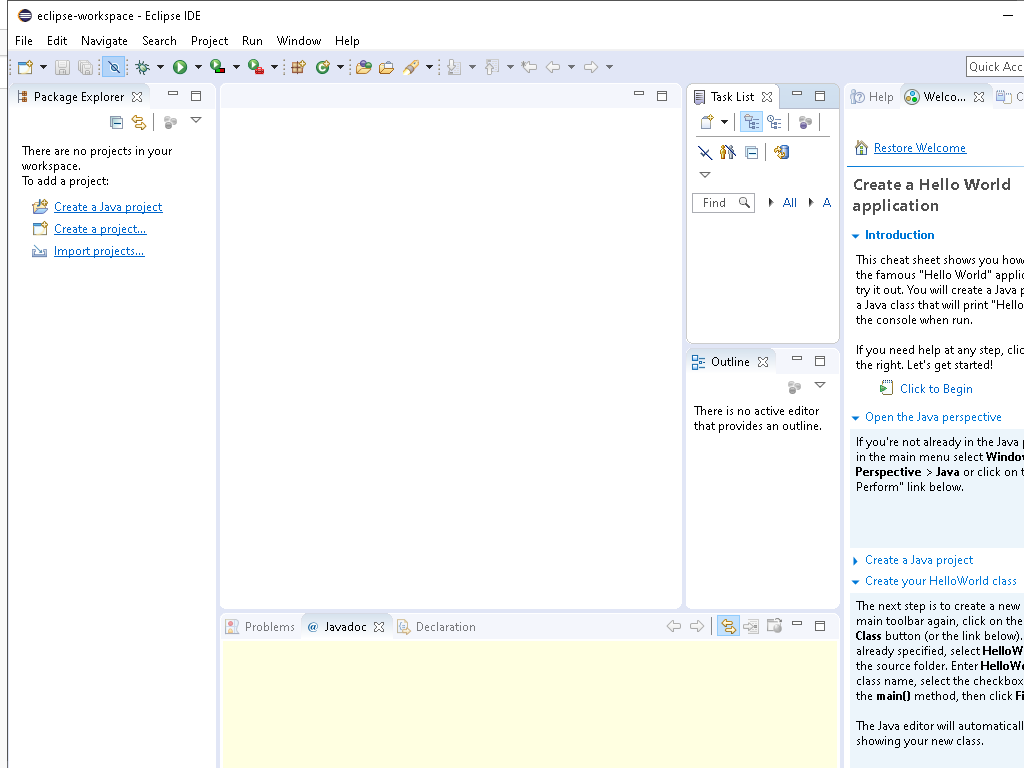 eclipse-workspace - Eclipse IDE
File Edit Navigate Search Project Run Window Help
Quick Acc
Package Explorer
There are no projects in your
workspace.
To add a project:
Create a Java project
Create a project...
Import projects...
Task List
Find All A
Outline
There is no active editor
that provides an outline.
Problems @ Javadoc Declaration
Help Welco... C
Restore Welcome
Create a Hello World
application
Introduction
This cheat sheet shows you how
the famous "Hello World" applic
try it out. You will create a Java p
a Java class that will print "Hello
the console when run.
If you need help at any step, clic
the right. Let's get started!
Click to Begin
Open the Java perspective
If you're not already in the Java p
in the main menu select Window
Perspective > Java or click on t
Perform" link below.
Create a Java project
Create your HelloWorld class
The next step is to create a new
main toolbar again, click on the
Class button (or the link below).
already specified, select HelloW
the source folder. Enter HelloWo
class name, select the checkbox
the main() method, then click Fi
The Java editor will automaticall
showing your new class.